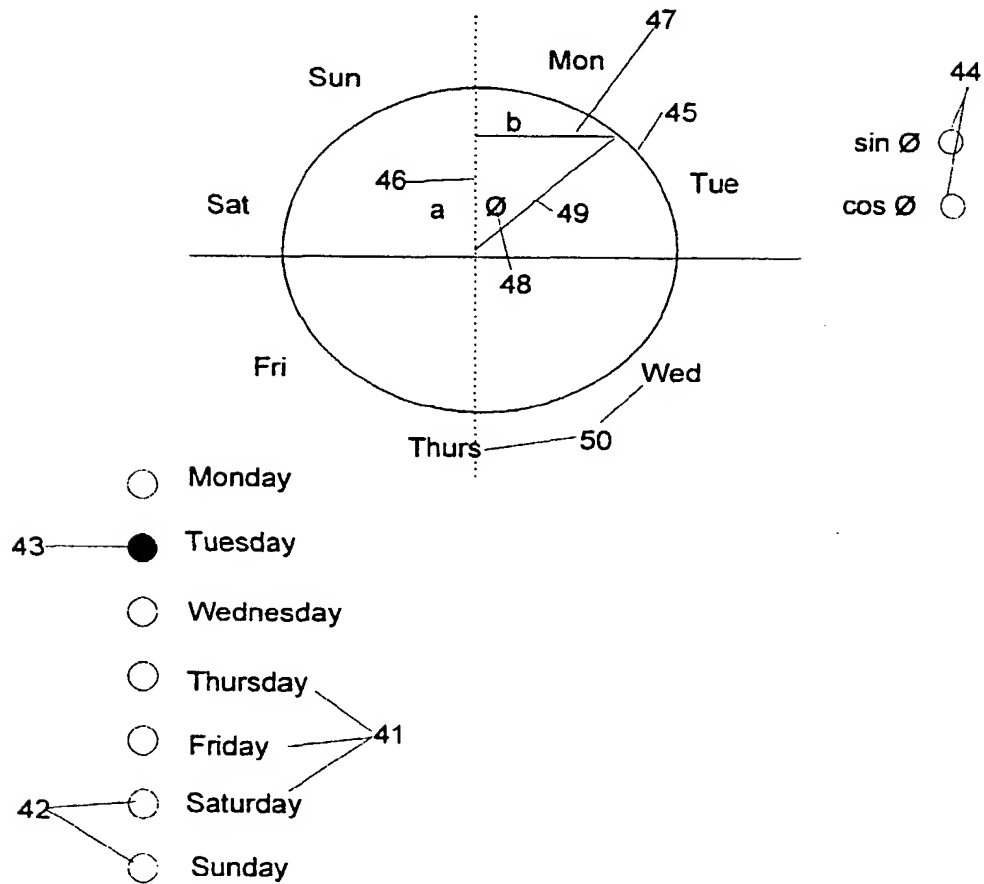 47
Mon
Sun
44
b
45
sin Ø
46
Tue
Sat
a
Ø
49
cos Ø
48
Fri
Wed
Thurs
50
Monday
43
Tuesday
Wednesday
Thursday
41
Friday
42
Saturday
Sunday